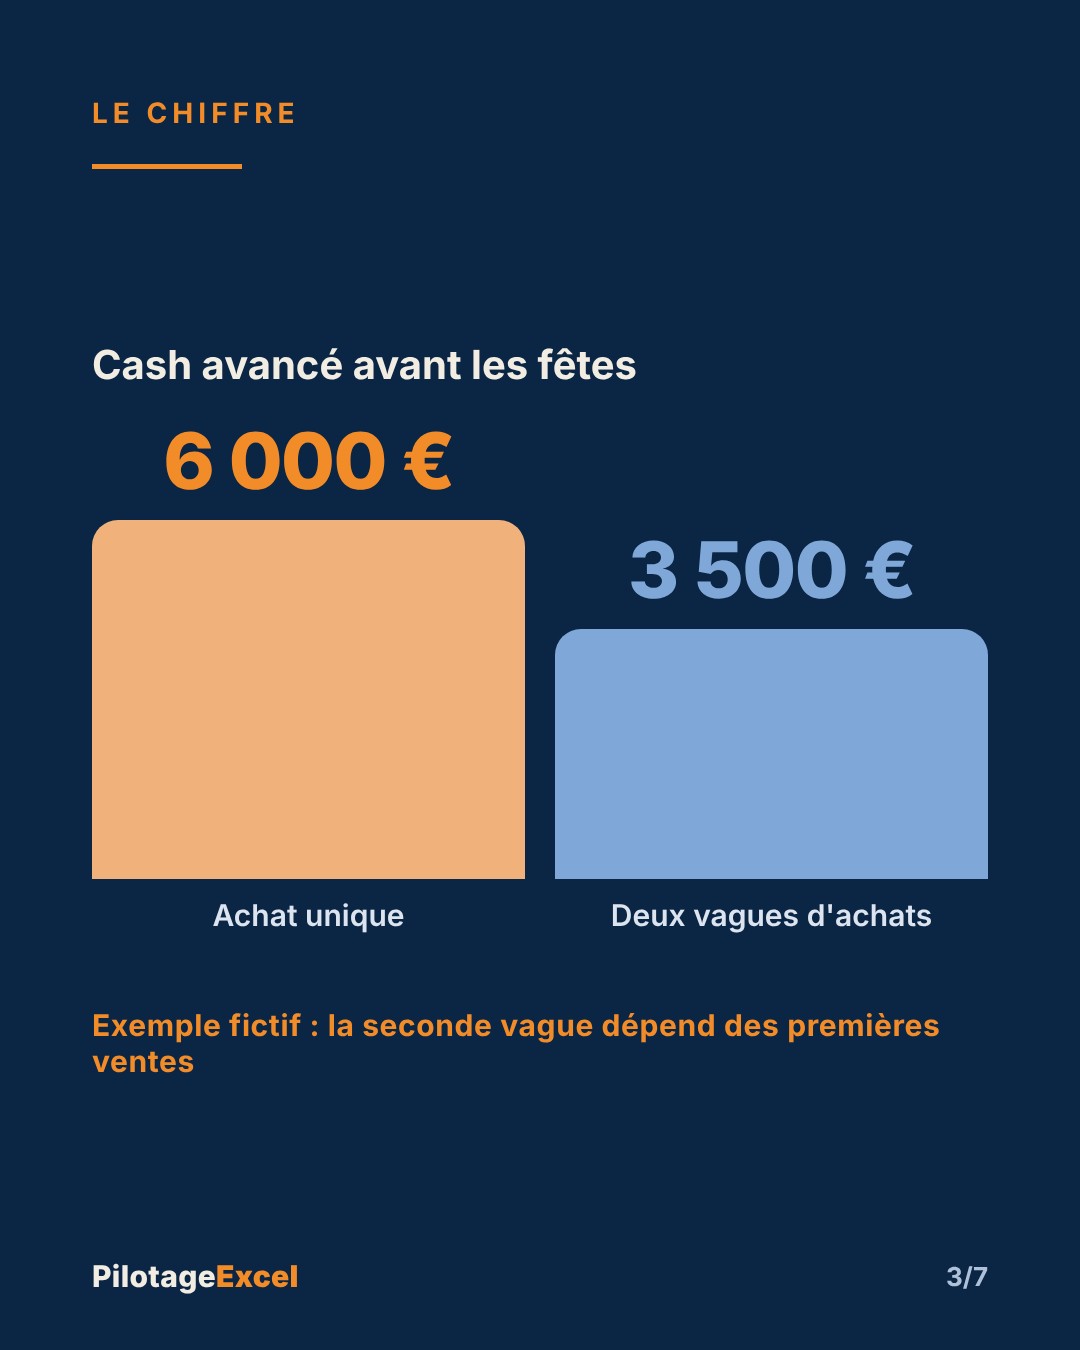 LE CHIFFRE
Cash avancé avant les fêtes
6 000 €
3 500 €
Achat unique
Deux vagues d'achats
Exemple fictif : la seconde vague dépend des premières
ventes
PilotageExcel
3/7